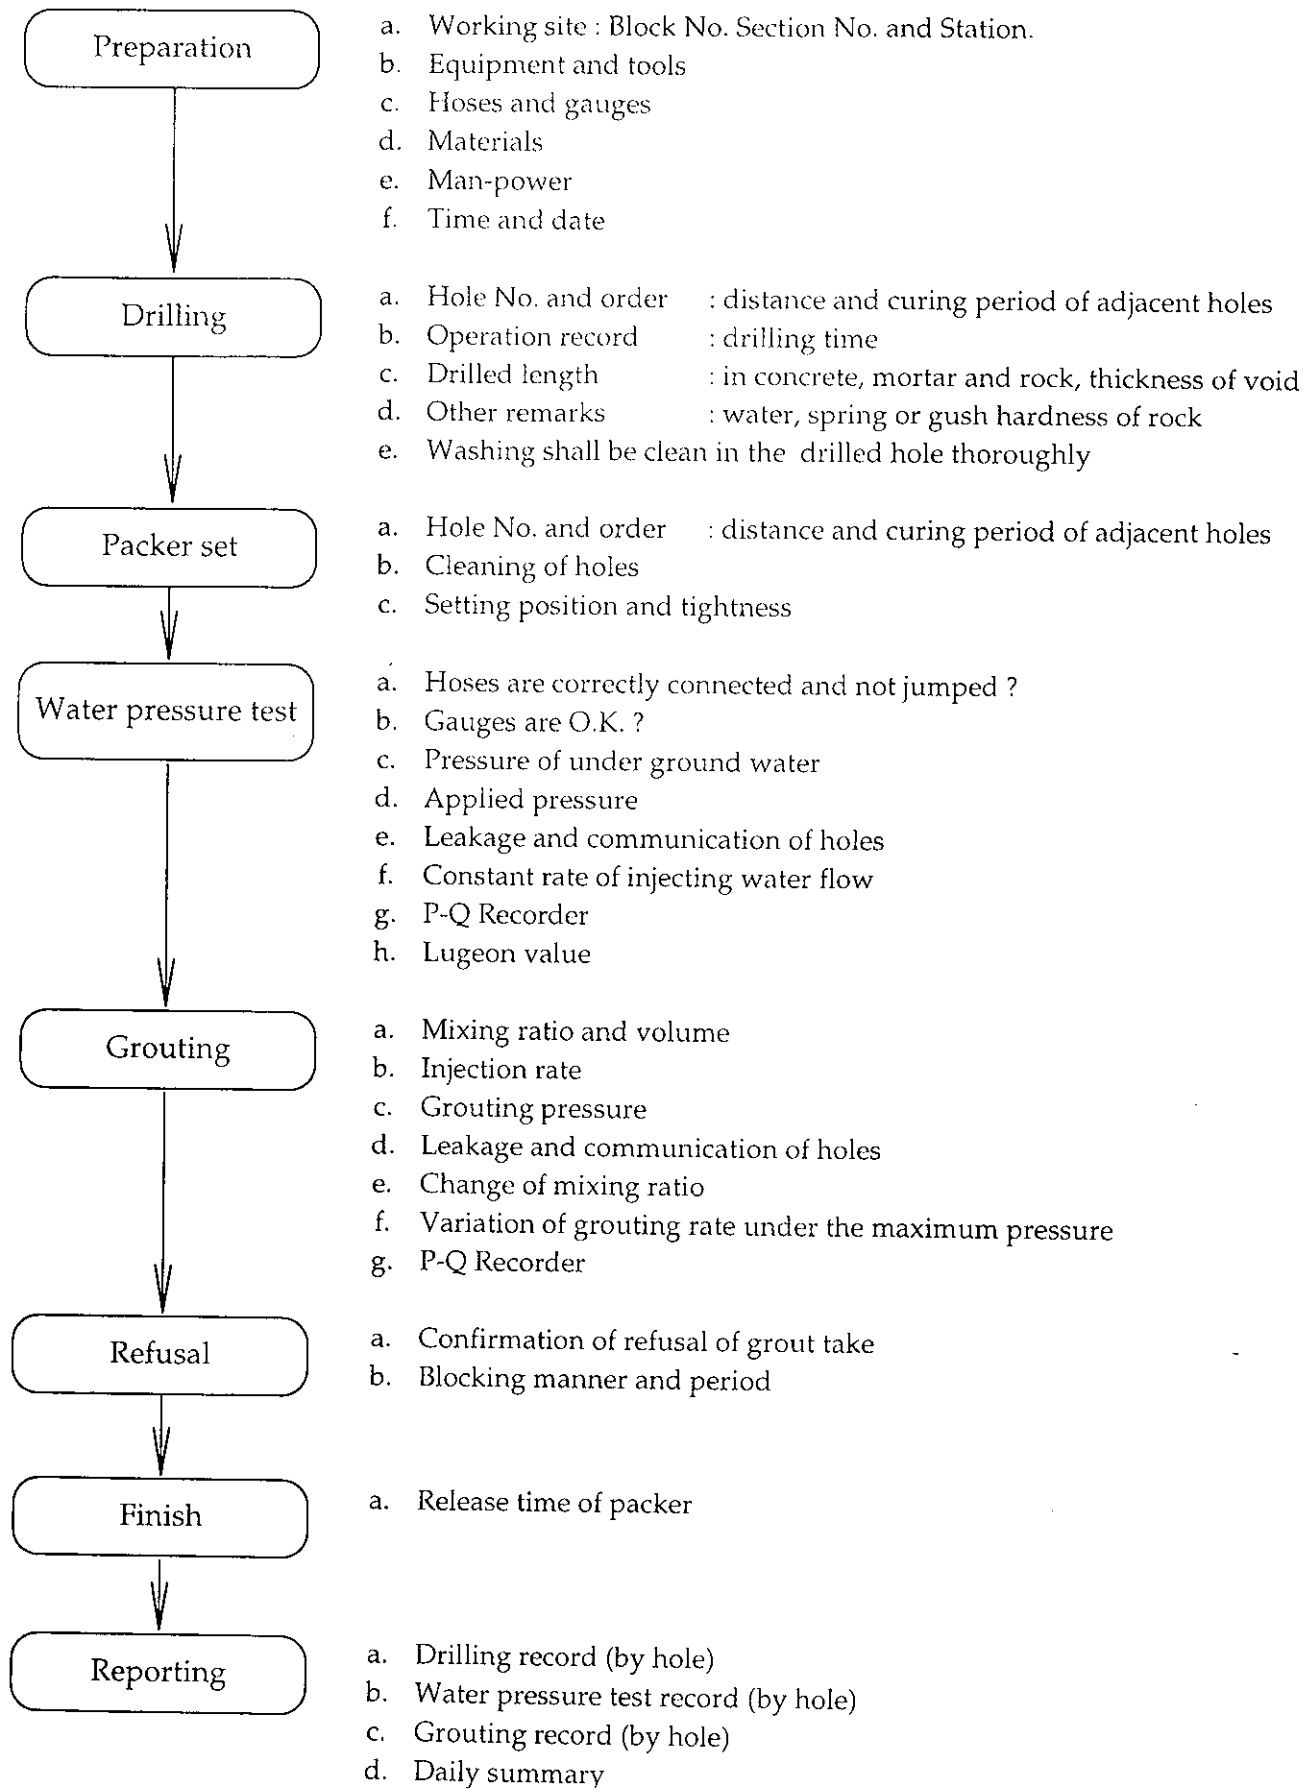 Preparation
a. Working site : Block No. Section No. and Station.
b. Equipment and tools
c. Hoses and gauges
d. Materials
e. Man-power
f. Time and date
Drilling
a. Hole No. and order : distance and curing period of adjacent holes
b. Operation record : drilling time
c. Drilled length : in concrete, mortar and rock, thickness of void
d. Other remarks : water, spring or gush hardness of rock
e. Washing shall be clean in the drilled hole thoroughly
Packer set
a. Hole No. and order : distance and curing period of adjacent holes
b. Cleaning of holes
c. Setting position and tightness
Water pressure test
a. Hoses are correctly connected and not jumped ?
b. Gauges are O.K. ?
c. Pressure of under ground water
d. Applied pressure
e. Leakage and communication of holes
f. Constant rate of injecting water flow
g. P-Q Recorder
h. Lugeon value
Grouting
a. Mixing ratio and volume
b. Injection rate
c. Grouting pressure
d. Leakage and communication of holes
e. Change of mixing ratio
f. Variation of grouting rate under the maximum pressure
g. P-Q Recorder
Refusal
a. Confirmation of refusal of grout take
b. Blocking manner and period
Finish
a. Release time of packer
Reporting
a. Drilling record (by hole)
b. Water pressure test record (by hole)
c. Grouting record (by hole)
d. Daily summary